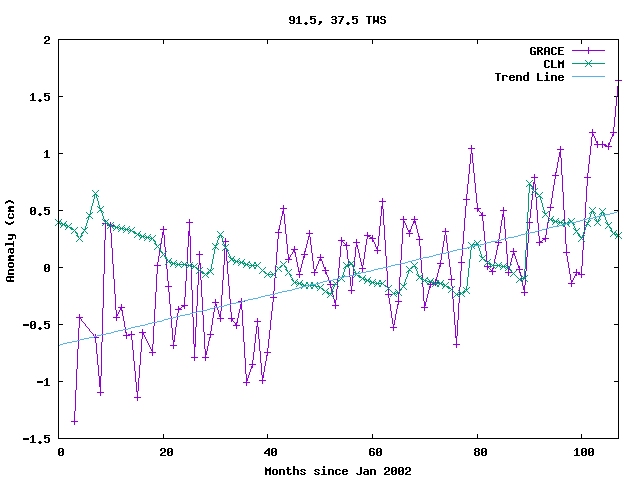 91.5, 37.5 TWS
GRACE
CLM
Trend Line
2
1.5
1
0.5
0
-0.5
-1
-1.5
Anomaly (cm)
0 20 40 60 80 100
Months since Jan 2002